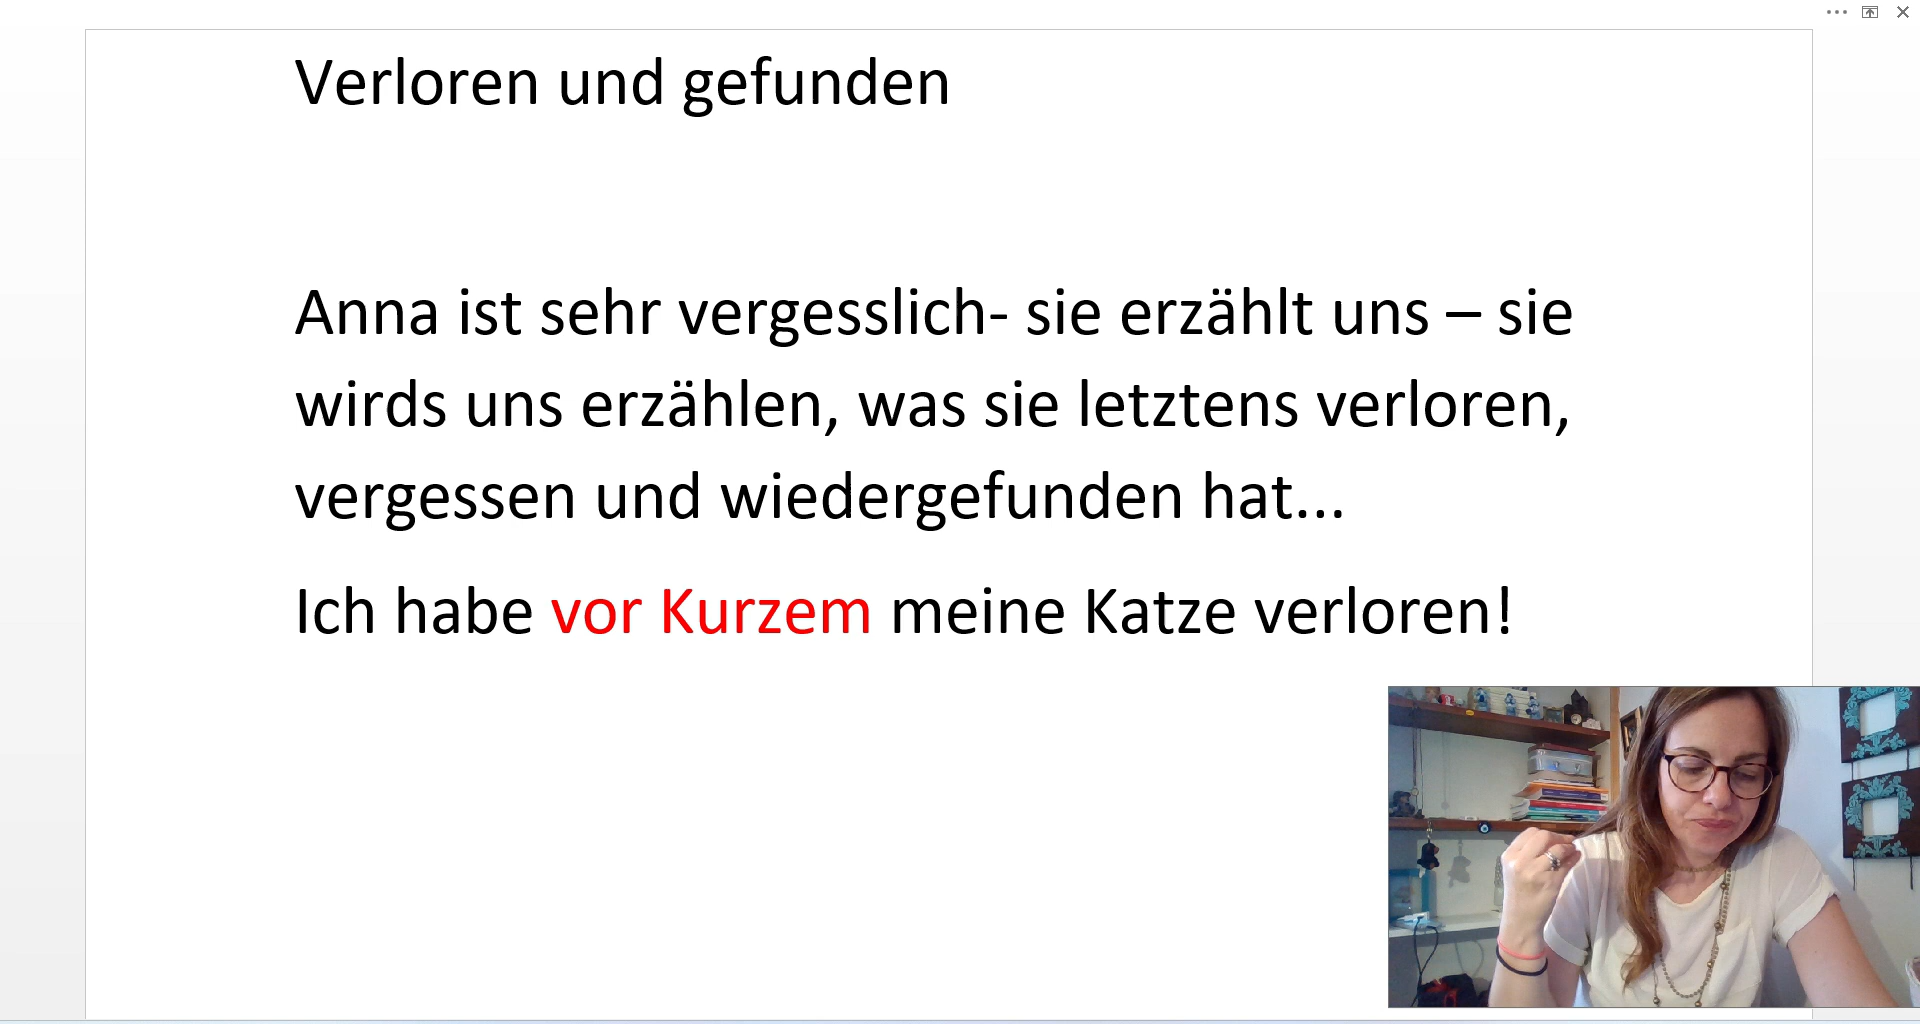 Verloren und gefunden
Anna ist sehr vergesslich- sie erzählt uns – sie
wirds uns erzählen, was sie letztens verloren,
vergessen und wiedergefunden hat...
Ich habe vor Kurzem meine Katze verloren!